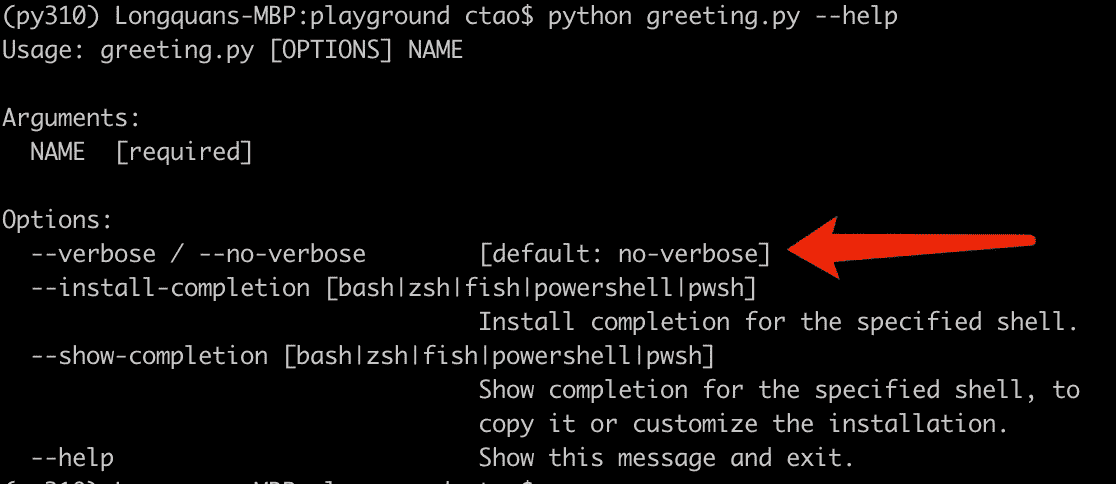 (py310) Longquans-MBP:playground ctao$ python greeting.py --help
Usage: greeting.py [OPTIONS] NAME
Arguments:
NAME [required]
Options:
--verbose / --no-verbose [default: no-verbose]
--install-completion [bash|zsh|fish|powershell|pwsh]
Install completion for the specified shell.
--show-completion [bash|zsh|fish|powershell|pwsh]
Show completion for the specified shell, to
copy it or customize the installation.
--help Show this message and exit.